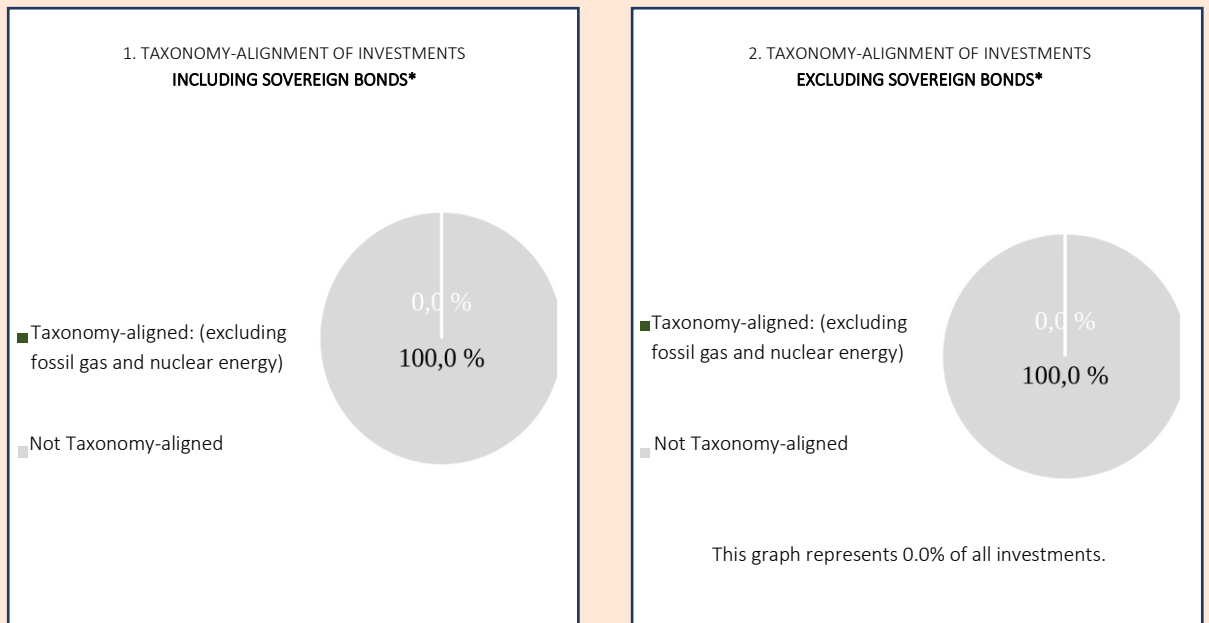 1. TAXONOMY-ALIGNMENT OF INVESTMENTS
INCLUDING SOVEREIGN BONDS*
0,0 %
100,0 %
Taxonomy-aligned: (excluding
fossil gas and nuclear energy)
Not Taxonomy-aligned
2. TAXONOMY-ALIGNMENT OF INVESTMENTS
EXCLUDING SOVEREIGN BONDS*
0,0 %
100,0 %
Taxonomy-aligned: (excluding
fossil gas and nuclear energy)
Not Taxonomy-aligned
This graph represents 0.0% of all investments.